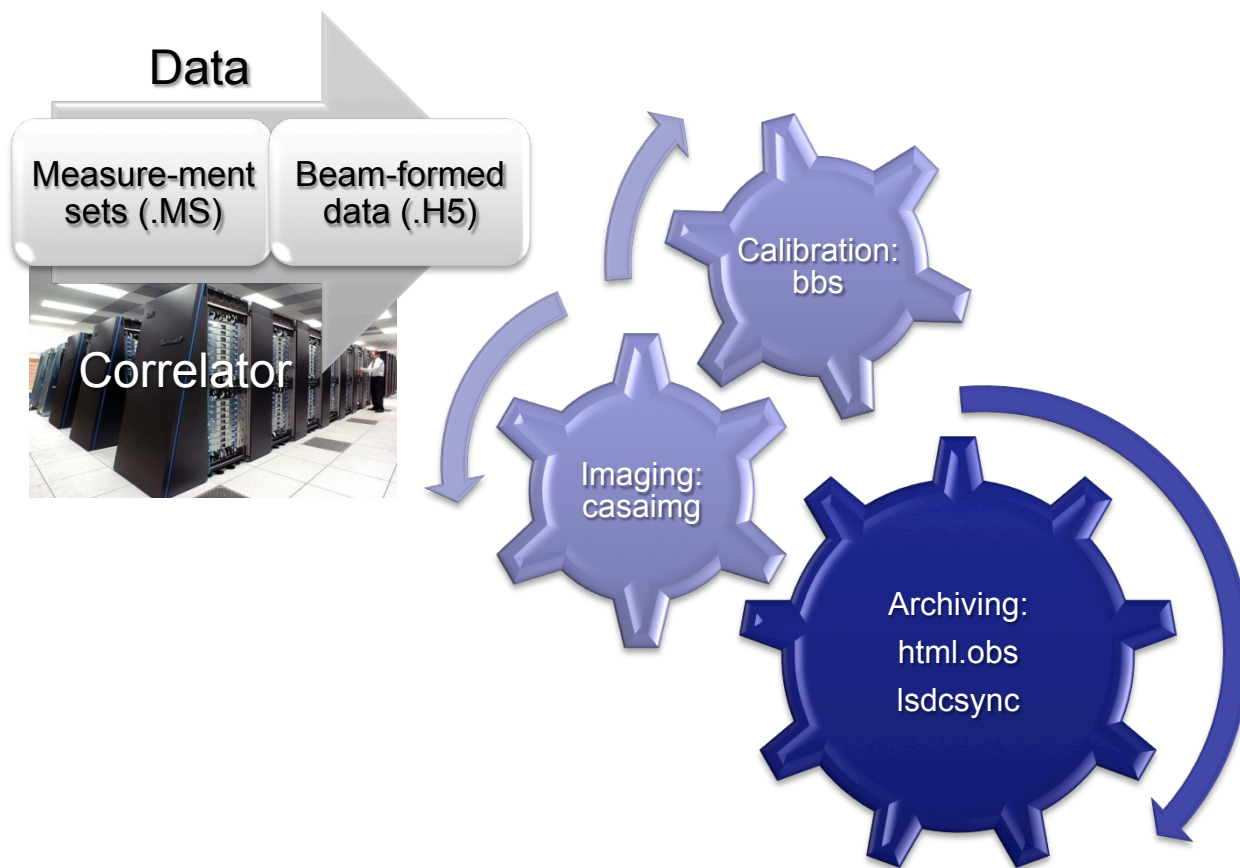 Data
Measure-ment
sets (.MS)
Beam-formed
data (.H5)
Correlator
Calibration:
bbs
Imaging:
casaimg
Archiving:
html.obs
lsdcsync